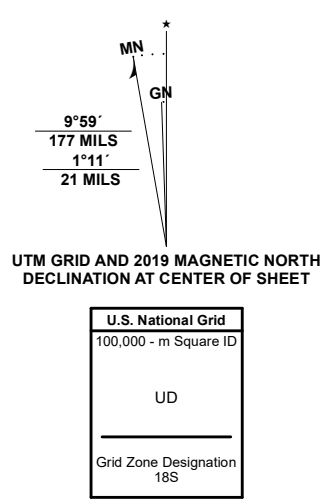 MN
GN
9°59´
177 MILS
1°11´
21 MILS
UTM GRID AND 2019 MAGNETIC NORTH
DECLINATION AT CENTER OF SHEET
U.S. National Grid
100,000 - m Square ID
UD
Grid Zone Designation
18S